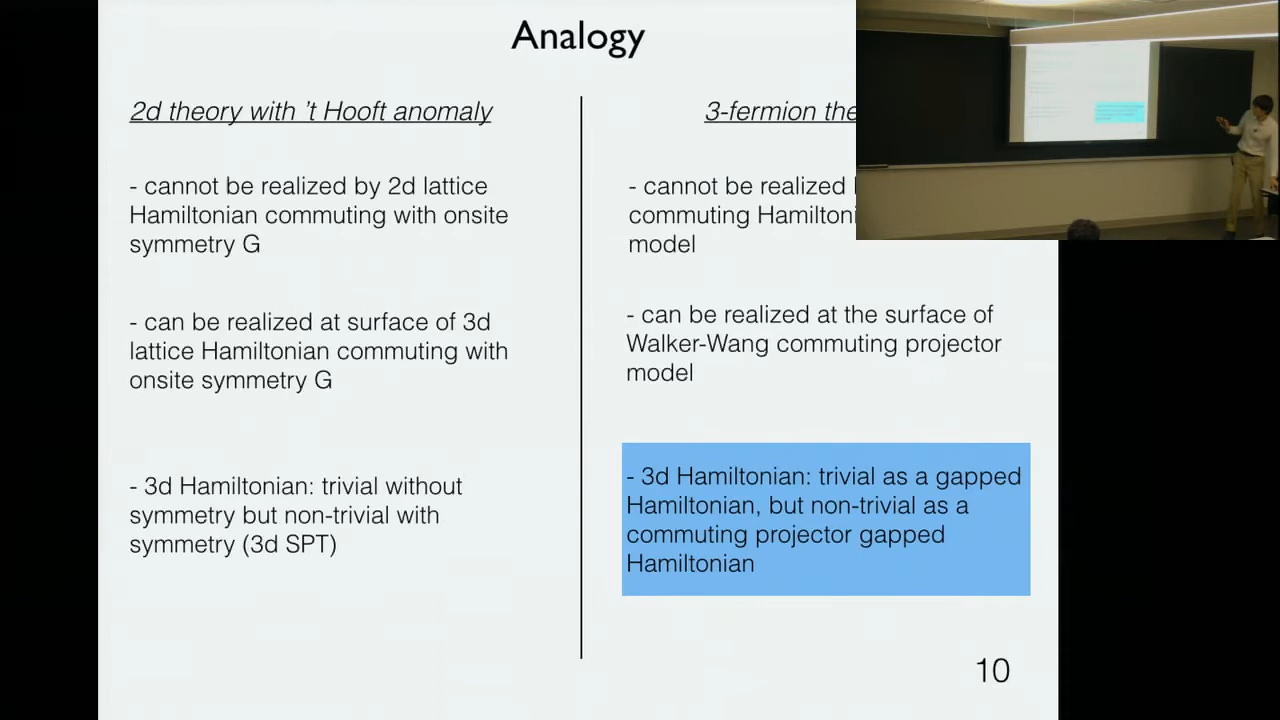 Analogy
2d theory with ’t Hooft anomaly
- cannot be realized by 2d lattice
Hamiltonian commuting with onsite
symmetry G
- can be realized at surface of 3d
lattice Hamiltonian commuting with
onsite symmetry G
- 3d Hamiltonian: trivial without
symmetry but non-trivial with
symmetry (3d SPT)
3-fermion the
- cannot be realized
commuting Hamiltoni
model
- can be realized at the surface of
Walker-Wang commuting projector
model
- 3d Hamiltonian: trivial as a gapped
Hamiltonian, but non-trivial as a
commuting projector gapped
Hamiltonian
10